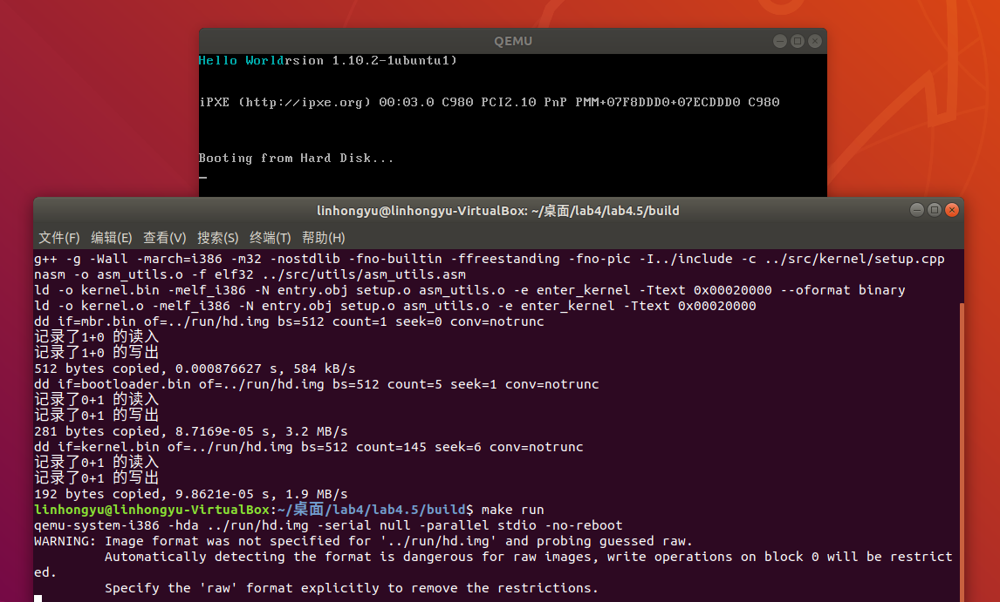 QEMU
Hello Worldrsion 1.10.2-1ubuntu1)
iPXE (http://ipxe.org) 00:03.0 C980 PCI2.10 PnP PMM+07F8DDD0+07ECDDD0 C980
Booting from Hard Disk...
linhongyu@linhongyu-VirtualBox: ~/桌面/lab4/lab4.5/build
文件(F) 编辑(E) 查看(V) 搜索(S) 终端(T) 帮助(H)
g++ -g -Wall -march=i386 -m32 -nostdlib -fno-builtin -ffreestanding -fno-pic -I../include -c ../src/kernel/setup.cpp
nasm -o asm_utils.o -f elf32 ../src/utils/asm_utils.asm
ld -o kernel.bin -melf_i386 -N entry.obj setup.o asm_utils.o -e enter_kernel -Ttext 0x00020000 --oformat binary
ld -o kernel.o -melf_i386 -N entry.obj setup.o asm_utils.o -e enter_kernel -Ttext 0x00020000
dd if=mbr.bin of=../run/hd.img bs=512 count=1 seek=0 conv=notrunc
记录了1+0 的读入
记录了1+0 的写出
512 bytes copied, 0.000876627 s, 584 kB/s
dd if=bootloader.bin of=../run/hd.img bs=512 count=5 seek=1 conv=notrunc
记录了0+1 的读入
记录了0+1 的写出
281 bytes copied, 8.7169e-05 s, 3.2 MB/s
dd if=kernel.bin of=../run/hd.img bs=512 count=145 seek=6 conv=notrunc
记录了0+1 的读入
记录了0+1 的写出
192 bytes copied, 9.8621e-05 s, 1.9 MB/s
linhongyu@linhongyu-VirtualBox:~/桌面/lab4/lab4.5/build$ make run
qemu-system-i386 -hda ../run/hd.img -serial null -parallel stdio -no-reboot
WARNING: Image format was not specified for '../run/hd.img' and probing guessed raw.
Automatically detecting the format is dangerous for raw images, write operations on block 0 will be restrict
ed.
Specify the 'raw' format explicitly to remove the restrictions.